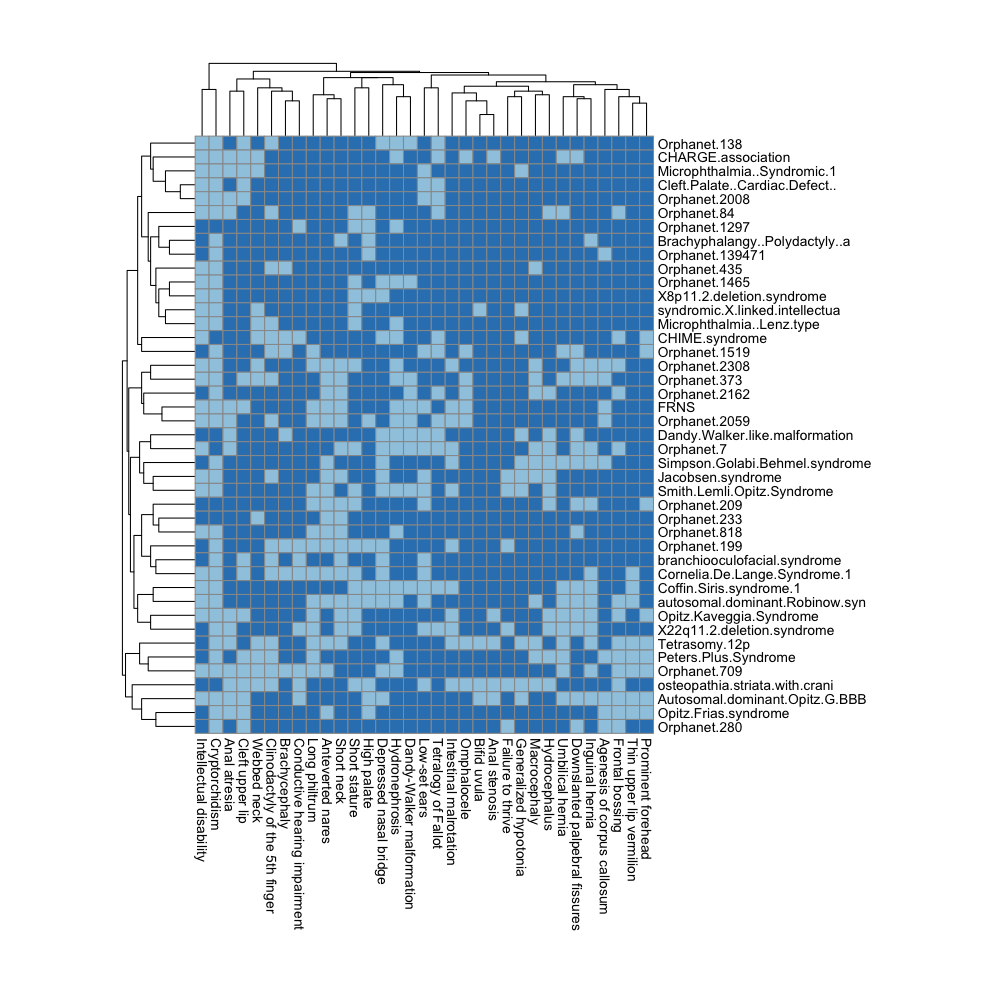 Orphanet.138
CHARGE.association
Microphthalmia..Syndromic.1
Cleft.Palate..Cardiac.Defect..
Orphanet.2008
Orphanet.84
Orphanet.1297
Brachyphalangy..Polydactyly..a
Orphanet.139471
Orphanet.435
Orphanet.1465
X8p11.2.deletion.syndrome
syndromic.X.linked.intellectua
Microphthalmia..Lenz.type
CHIME.syndrome
Orphanet.1519
Orphanet.2308
Orphanet.373
Orphanet.2162
FRNS
Orphanet.2059
Dandy.Walker.like.malformation
Orphanet.7
Simpson.Golabi.Behmel.syndrome
Jacobsen.syndrome
Smith.Lemli.Opitz.Syndrome
Orphanet.209
Orphanet.233
Orphanet.818
Orphanet.199
branchiooculofacial.syndrome
Cornelia.De.Lange.Syndrome.1
Coffin.Siris.syndrome.1
autosomal.dominant.Robinow.syn
Opitz.Kaveggia.Syndrome
X22q11.2.deletion.syndrome
Tetrasomy.12p
Peters.Plus.Syndrome
Orphanet.709
osteopathia.striata.with.crani
Autosomal.dominant.Opitz.G.BBB
Opitz.Frias.syndrome
Orphanet.280
Intellectual disability
Cryptorchidism
Anal atresia
Cleft upper lip
Webbed neck
Clinodactyly of the 5th finger
Brachycephaly
Conductive hearing impairment
Long philtrum
Anteverted nares
Short neck
Short stature
High palate
Depressed nasal bridge
Hydronephrosis
Dandy-Walker malformation
Low-set ears
Tetralogy of Fallot
Intestinal malrotation
Omphalocele
Bifid uvula
Anal stenosis
Failure to thrive
Generalized hypotonia
Macrocephaly
Hydrocephalus
Umbilical hernia
Downslanted palpebral fissures
Inguinal hernia
Agenesis of corpus callosum
Frontal bossing
Thin upper lip vermilion
Prominent forehead